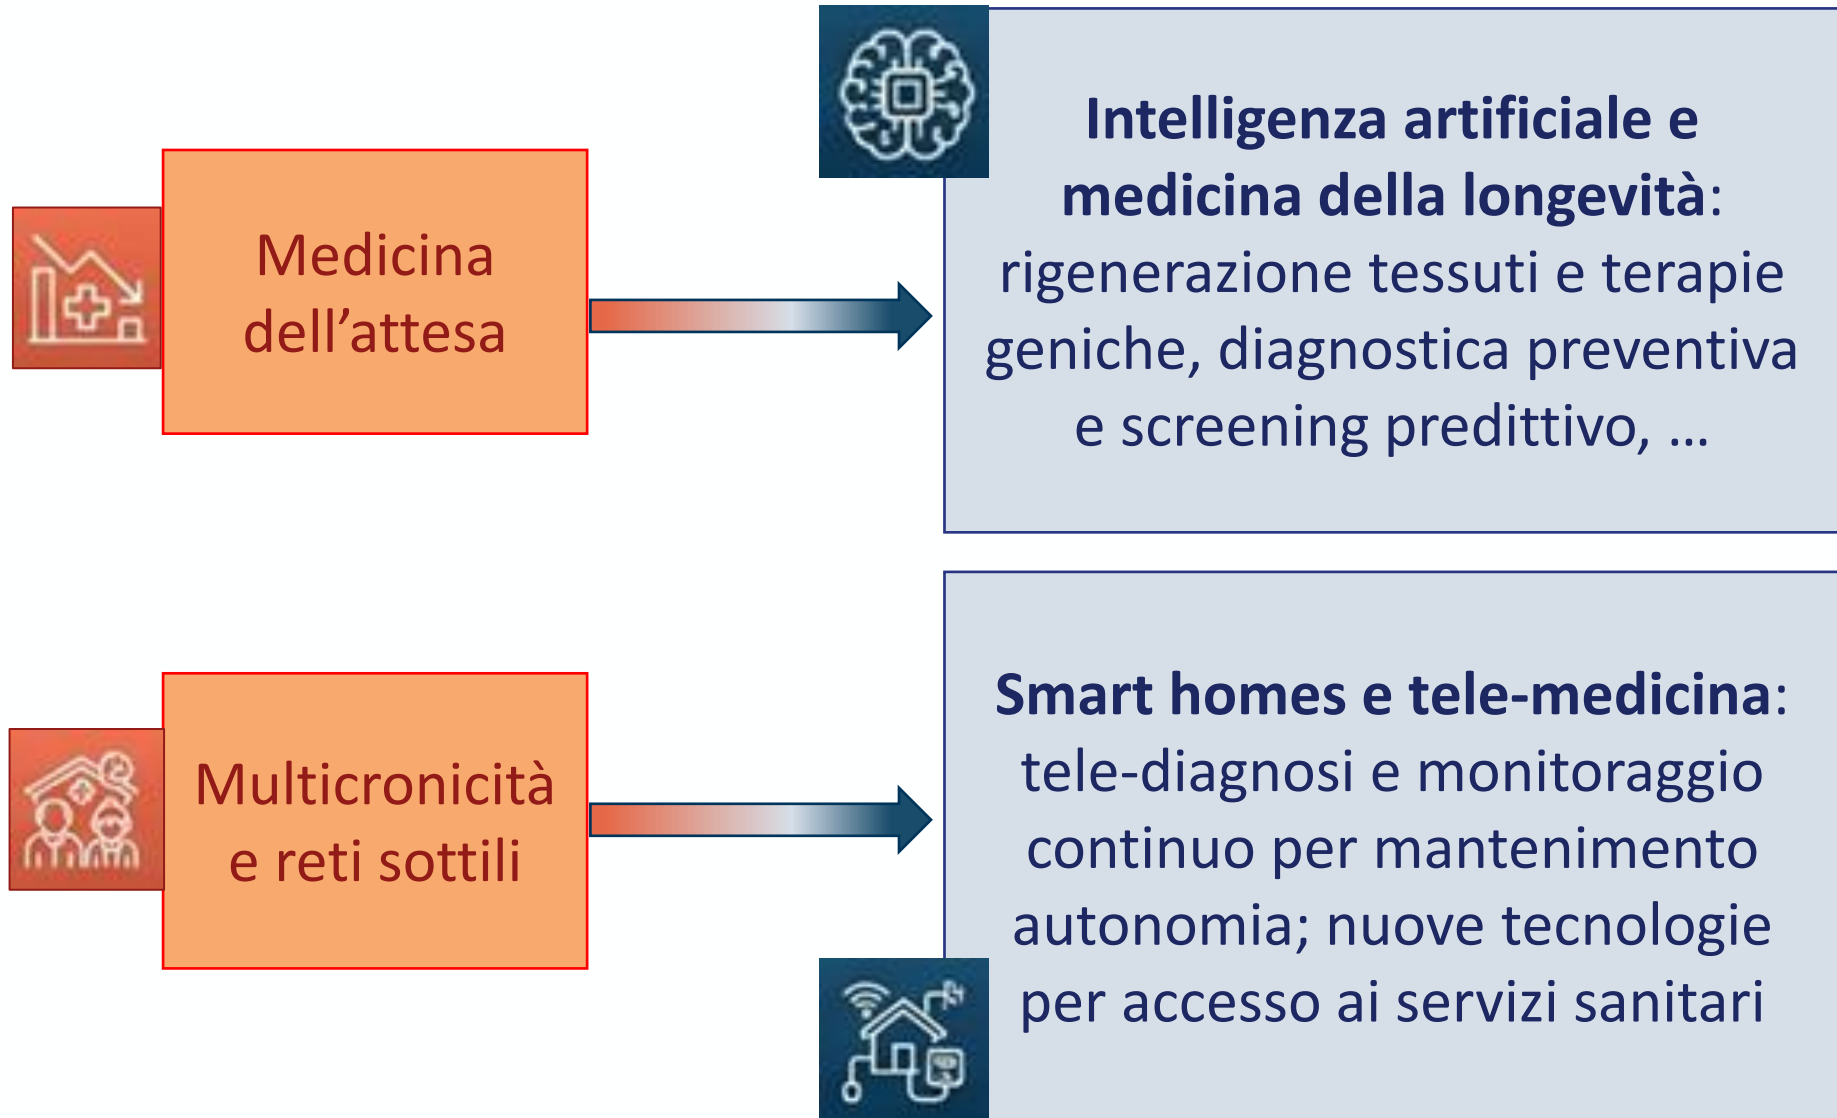 Medicina
dell’attesa
Intelligenza artificiale e
medicina della longevità:
rigenerazione tessuti e terapie
geniche, diagnostica preventiva
e screening predittivo, …
Multicronicità
e reti sottili
Smart homes e tele-medicina:
tele-diagnosi e monitoraggio
continuo per mantenimento
autonomia; nuove tecnologie
per accesso ai servizi sanitari